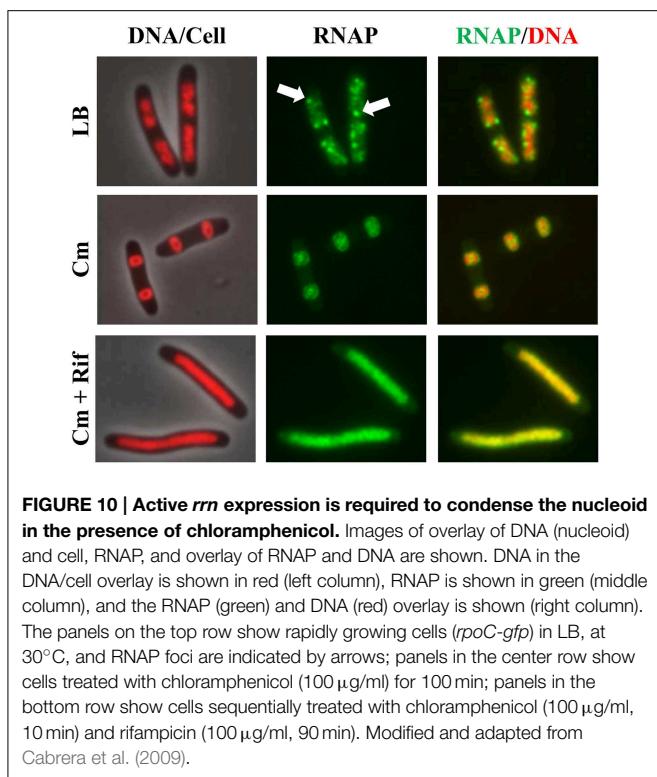 DNA/Cell RNAP RNAP/DNA
LB
Cm
Cm + Rif
FIGURE 10 | Active rrn expression is required to condense the nucleoid
in the presence of chloramphenicol. Images of overlay of DNA (nucleoid)
and cell, RNAP, and overlay of RNAP and DNA are shown. DNA in the
DNA/cell overlay is shown in red (left column), RNAP is shown in green (middle
column), and the RNAP (green) and DNA (red) overlay is shown (right column).
The panels on the top row show rapidly growing cells (rpoC-gfp) in LB, at
30°C, and RNAP foci are indicated by arrows; panels in the center row show
cells treated with chloramphenicol (100 μg/ml) for 100 min; panels in the
bottom row show cells sequentially treated with chloramphenicol (100 μg/ml,
10 min) and rifampicin (100 μg/ml, 90 min). Modified and adapted from
Cabrera et al. (2009).